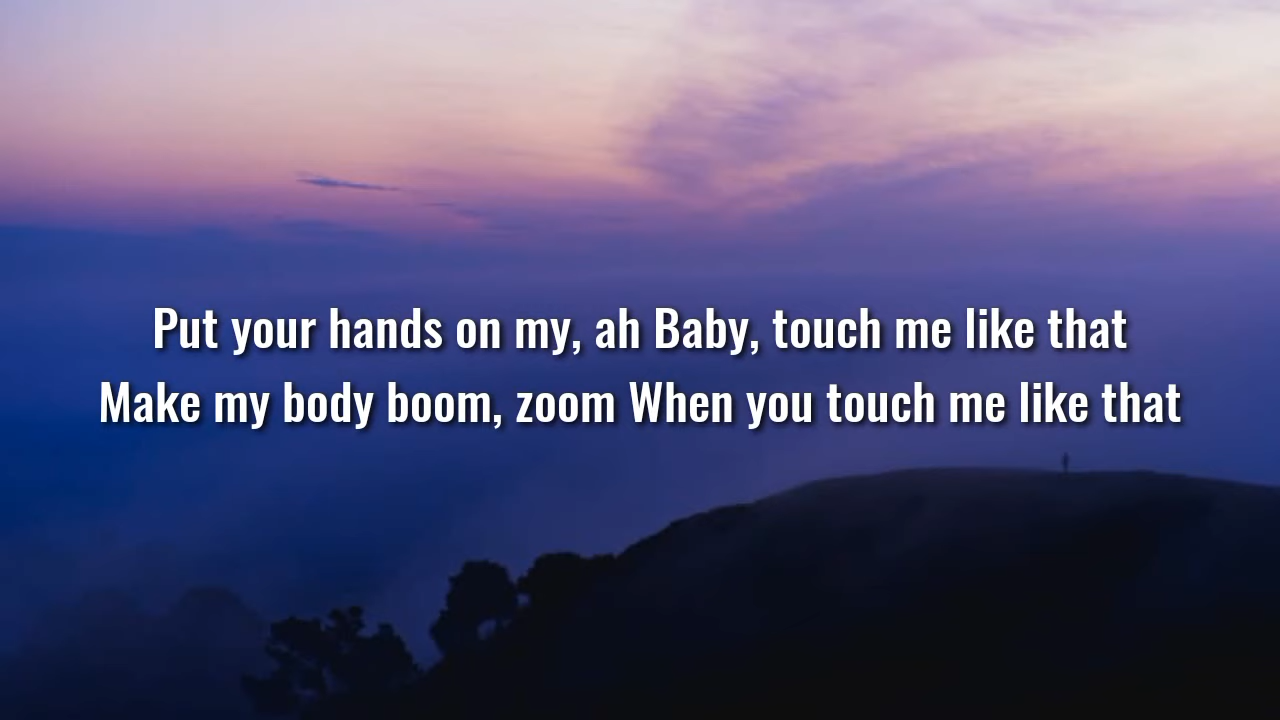 Put your hands on my, ah Baby, touch me like that
Make my body boom, zoom When you touch me like that